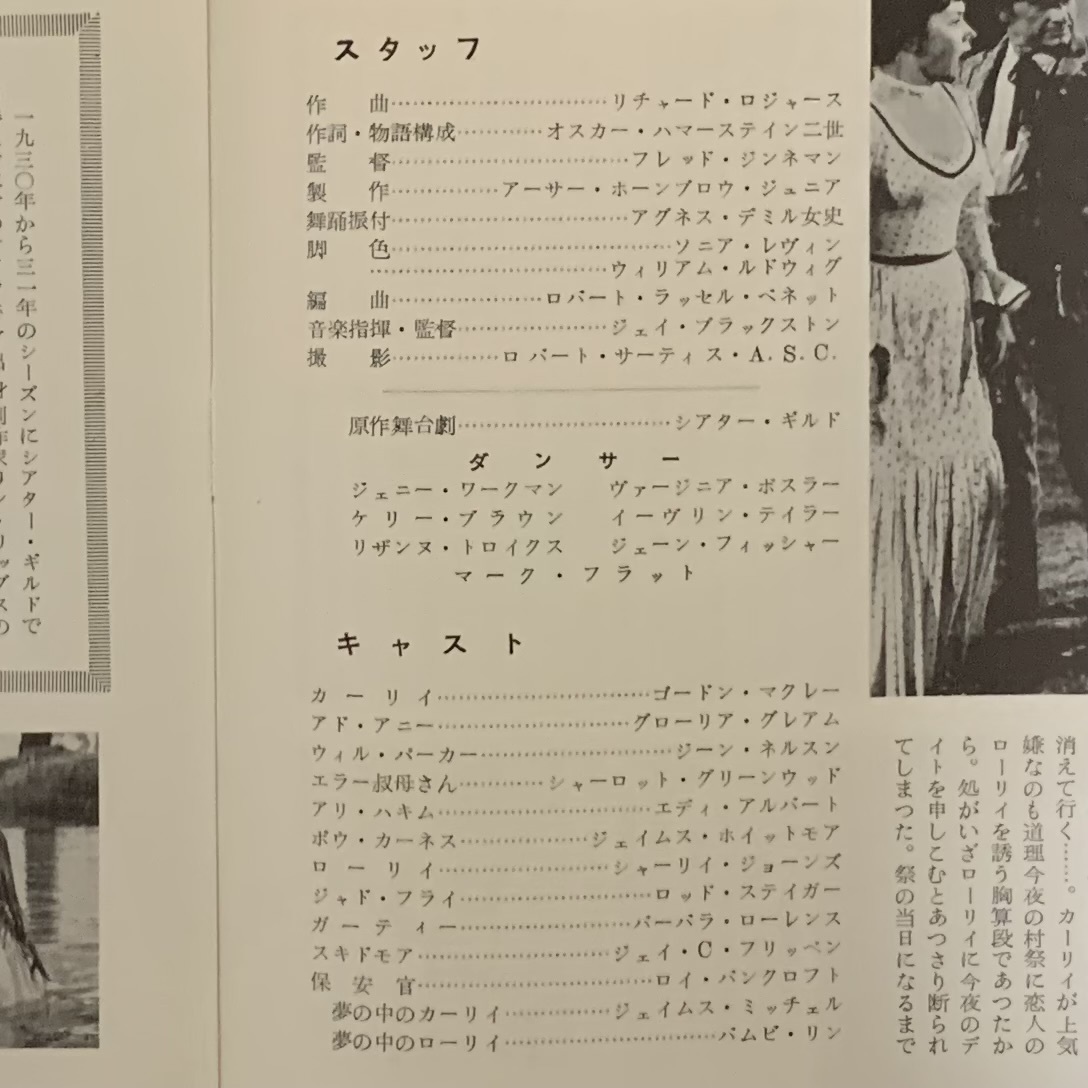 スタッフ
作曲……………………………リチャード・ロジャース
作詞・物語構成…………オスカー・ハマーステイン二世
監督……………………………フレッド・ジンネマン
製作……………アーサー・ホーンブロウ・ジュニア
舞踊振付……………………………アグネス・デミル女史
脚色……………………………ソニア・レヴィン
……………………………ウィリアム・ルドウィグ
編曲…………………ロバート・ラッセル・ベネット
音楽指揮・監督…………………ジェイ・ブラックストン
撮影……………ロバート・サーティス・A.S.C.
原作舞台劇……………………………シアター・ギルド
ダンサー
ジェニー・ワークマン ヴァージニア・ボスラー
ケリー・ブラウン イーヴリン・テイラー
リザンヌ・トロイクス ジェーン・フィッシャー
マーク・フラット
キャスト
カーリイ……………………………ゴードン・マクレー
アド・アニー…………………………グローリア・グレアム
ウィル・パーカー…………………………ジーン・ネルスン
エラー叔母さん…………シャーロット・グリーンウッド
アリ・ハキム……………………………エディ・アルバート
ポウ・カーネス…………………ジェイムス・ホイットモア
ローリイ………………………シャーリイ・ジョーンズ
ジャド・フライ…………………………ロッド・ステイガー
ガーティー………………………バーバラ・ローレンス
スキドモア…………………………ジェイ・C・フリッペン
保安官……………………………ロイ・バンクロフト
夢の中のカーリイ……………ジェイムス・ミッチェル
夢の中のローリイ……………………………バムビ・リン
消えて行く……。カーリイが上気
嫌なのも道理今夜の村祭に恋人の
ローリイを誘う胸算段であつたか
ら。処がいざローリイに今夜のデ
イトを申しこむとあつさり断られ
てしまつた。祭の当日になるまで
一九三〇年から三一年のシーズンにシアター・ギルドで